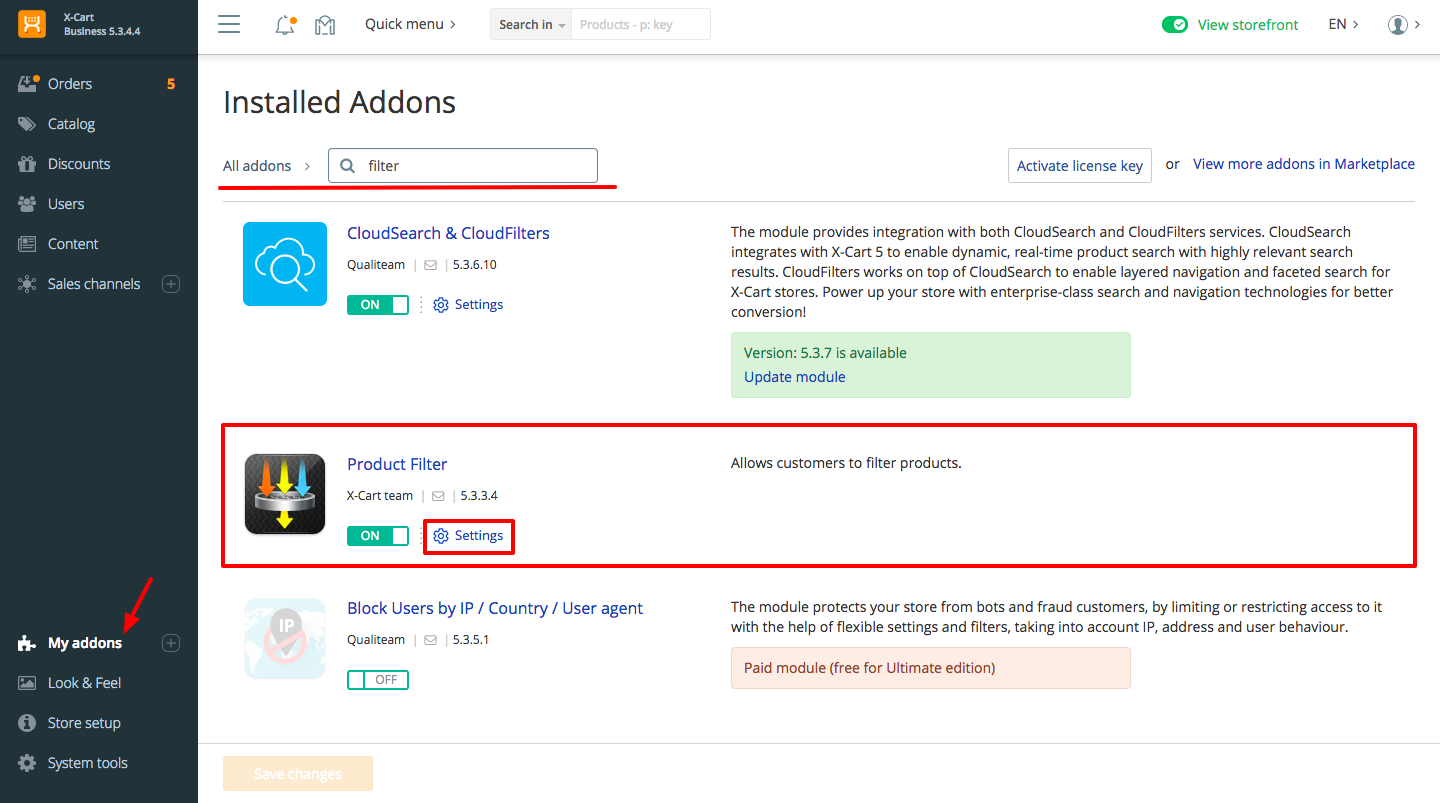 X-Cart
Business 5.3.4.4
Quick menu
Search in
Products - p: key
View storefront
EN
Orders
5
Catalog
Discounts
Users
Content
Sales channels
My addons
Look & Feel
Store setup
System tools
Installed Addons
All addons
filter
Activate license key
or
View more addons in Marketplace
CloudSearch & CloudFilters
Qualiteam
5.3.6.10
ON
Settings
The module provides integration with both CloudSearch and CloudFilters services. CloudSearch
integrates with X-Cart 5 to enable dynamic, real-time product search with highly relevant search
results. CloudFilters works on top of CloudSearch to enable layered navigation and faceted search for
X-Cart stores. Power up your store with enterprise-class search and navigation technologies for better
conversion!
Version: 5.3.7 is available
Update module
Product Filter
X-Cart team
5.3.3.4
ON
Settings
Allows customers to filter products.
IP
Block Users by IP / Country / User agent
Qualiteam
5.3.5.1
OFF
The module protects your store from bots and fraud customers, by limiting or restricting access to it
with the help of flexible settings and filters, taking into account IP, address and user behaviour.
Paid module (free for Ultimate edition)
Save changes